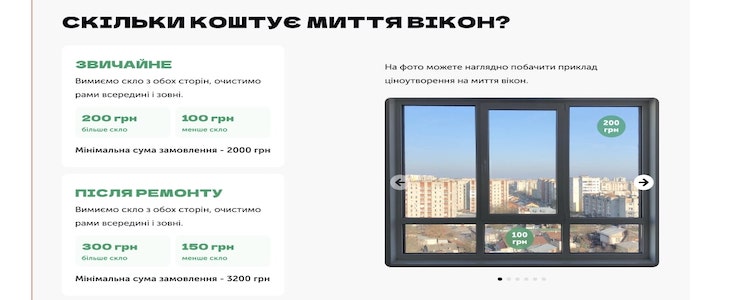 СКІЛЬКИ КОШТУЄ МИТТЯ ВІКОН?
ЗВИЧАЙНЕ
Вимиємо скло з обох сторін, очистимо
рами всередині і зовні.
200 грн
більше скло
100 грн
менше скло
Мінімальна сума замовлення - 2000 грн
ПІСЛЯ РЕМОНТУ
Вимиємо скло з обох сторін, очистимо
рами всередині і зовні.
300 грн
більше скло
150 грн
менше скло
Мінімальна сума замовлення - 3200 грн
На фото можете наглядно побачити приклад
ціноутворення на миття вікон.
200
грн
100
грн